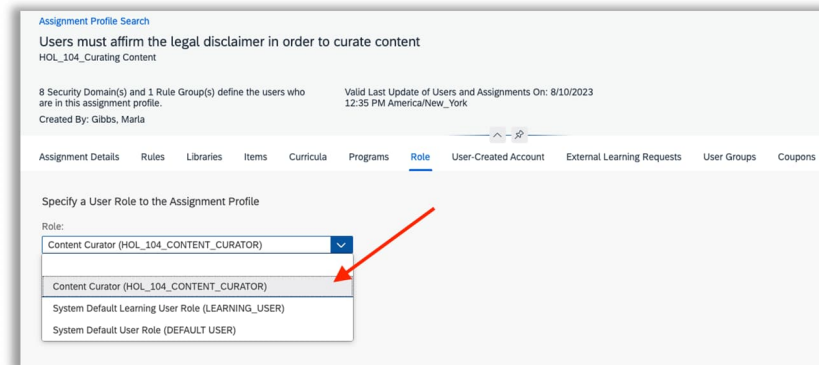 Assignment Profile Search
Users must affirm the legal disclaimer in order to curate content
HOL_104_Curating Content
8 Security Domain(s) and 1 Rule Group(s) define the users who
are in this assignment profile.
Valid Last Update of Users and Assignments On: 8/10/2023
12:35 PM America/New_York
Created By: Gibbs, Marla
Assignment Details Rules Libraries Items Curricula Programs Role User-Created Account External Learning Requests User Groups Coupons
Specify a User Role to the Assignment Profile
Role:
Content Curator (HOL_104_CONTENT_CURATOR)
Content Curator (HOL_104_CONTENT_CURATOR)
System Default Learning User Role (LEARNING_USER)
System Default User Role (DEFAULT USER)